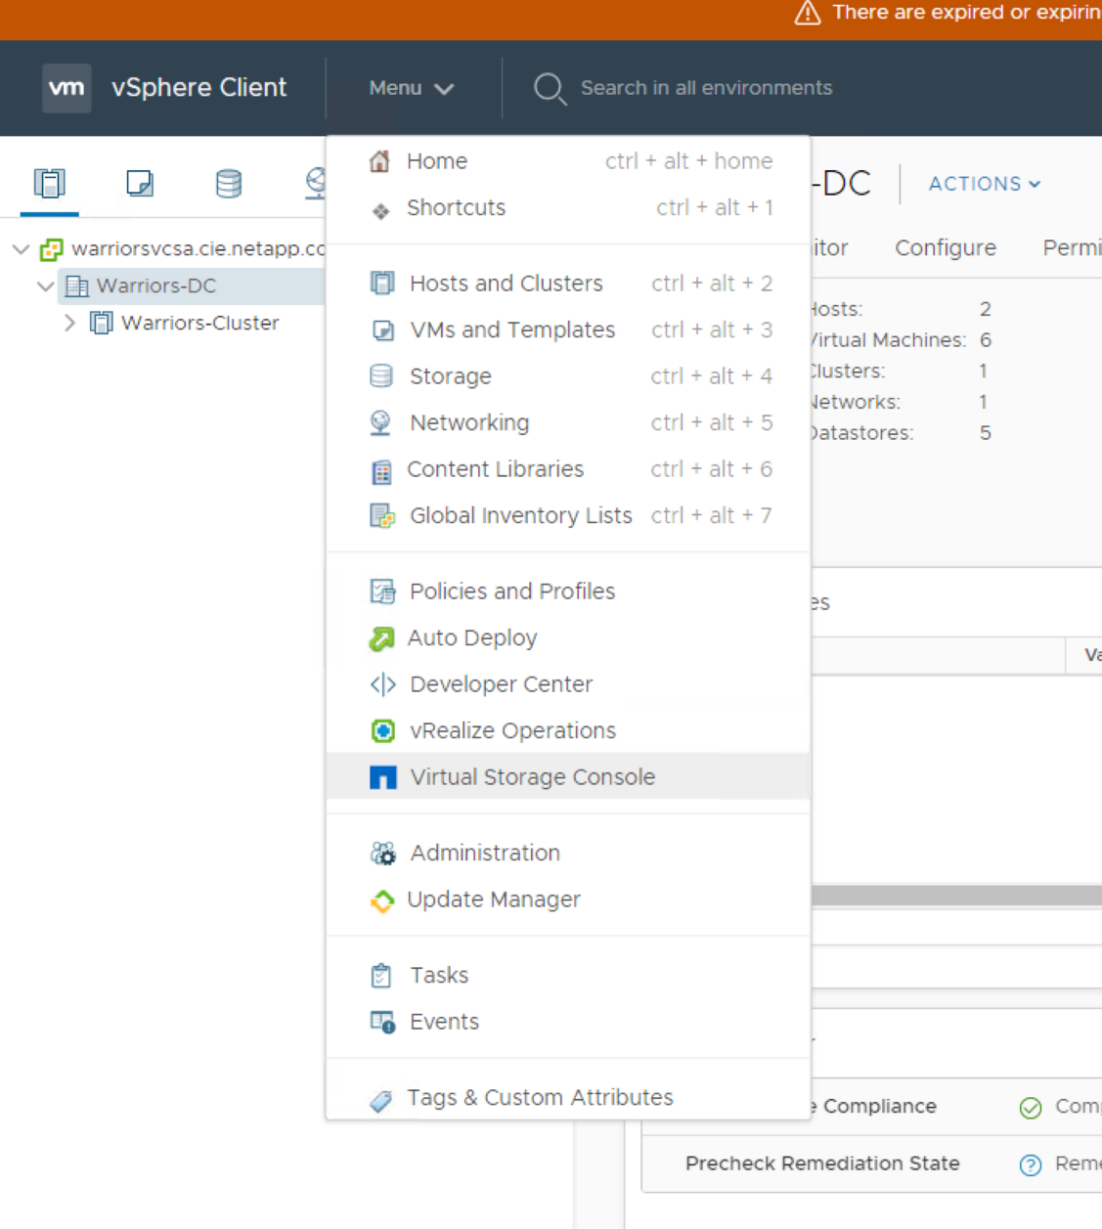 There are expired or
vm vSphere Client Menu Search in all environments
Home ctrl + alt + home
Shortcuts ctrl + alt + 1
Hosts and Clusters ctrl + alt + 2
VMs and Templates ctrl + alt + 3
Storage ctrl + alt + 4
Networking ctrl + alt + 5
Content Libraries ctrl + alt + 6
Global Inventory Lists ctrl + alt + 7
Policies and Profiles
Auto Deploy
Developer Center
vRealize Operations
Virtual Storage Console
Administration
Update Manager
Tasks
Events
Tags & Custom Attributes
warriorsvcsa.cie.netapp.co
Warriors-DC
Warriors-Cluster
-DC ACTIONS
itor Configure Permi
Hosts: 2
Virtual Machines: 6
Clusters: 1
Networks: 1
Datastores: 5
es
Va
Compliance Com
Precheck Remediation State Reme